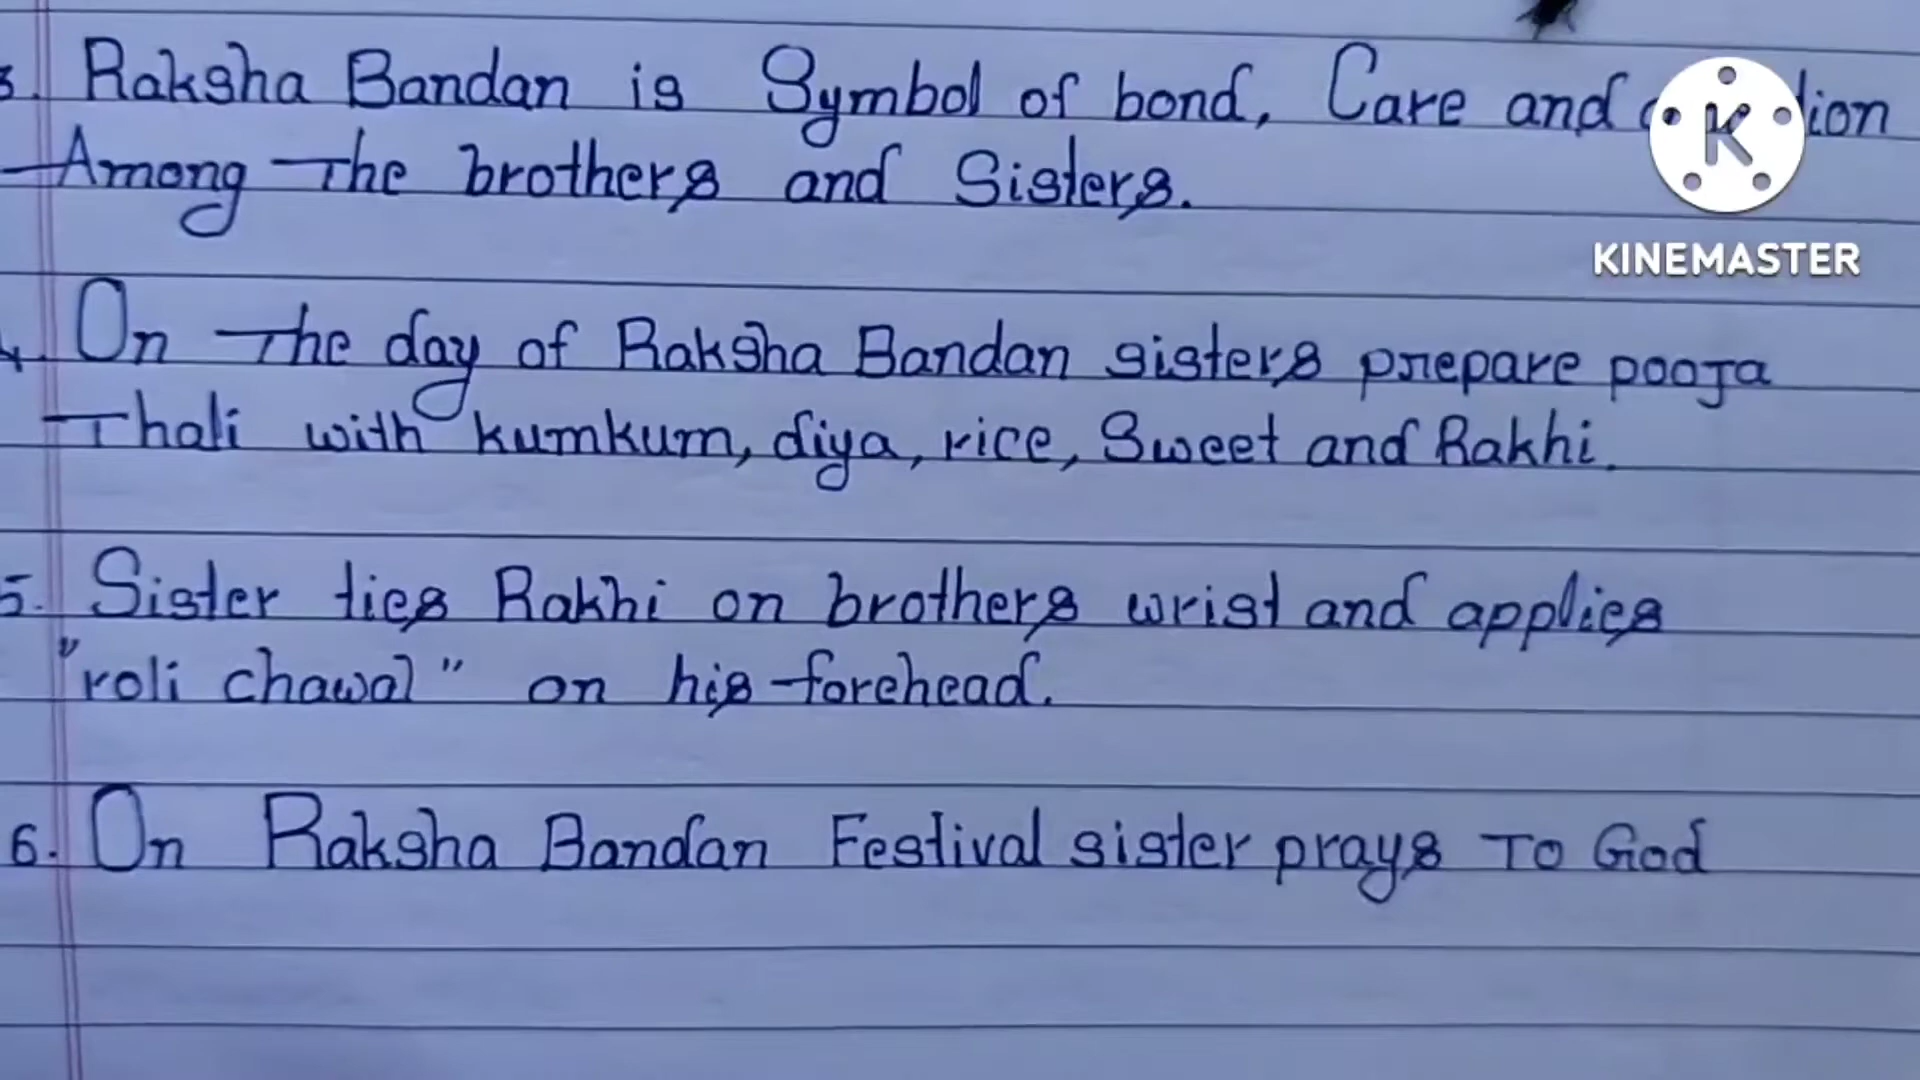 3. Raksha Bandan is Symbol of bond, Care and
Among The brothers and Sisters.
KINEMASTER
4. On The day of Raksha Bandan sisters prepare pooja
Thali with kumkum, diya, rice, Sweet and Rakhi.
5. Sister ties Rakhi on brothers wrist and applies
"roli chawal" on his forehead.
6. On Raksha Bandan Festival sister prays To God